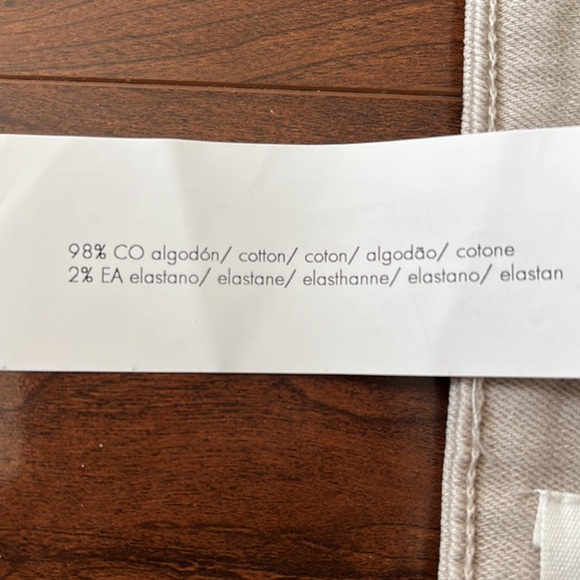 98% CO algodón/ cotton/ coton/ algodão/ cotone
2% EA elastano/ elastane/ elasthanne/ elastano/ elastan